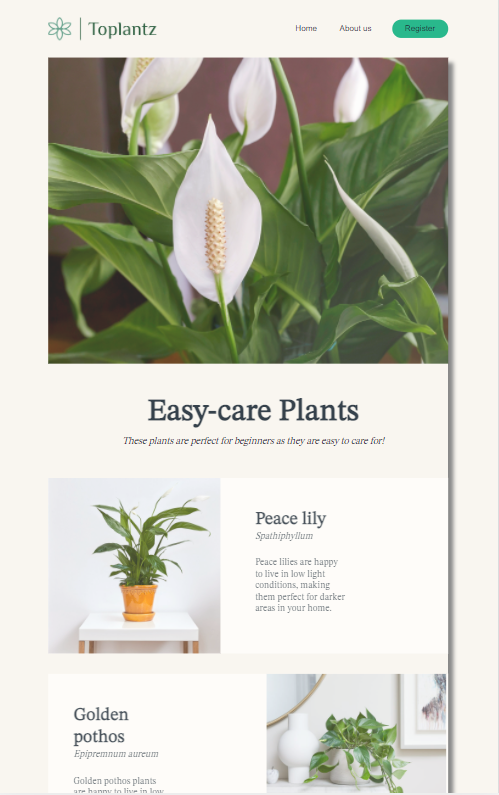 Toplantz
Home
About us
Register
Easy-care Plants
These plants are perfect for beginners as they are easy to care for!
Peace lily
Spathiphyllum
Peace lilies are happy
to live in low light
conditions, making
them perfect for darker
areas in your home.
Golden
pothos
Epipremnum aureum
Golden pothos plants
are happy to live in low